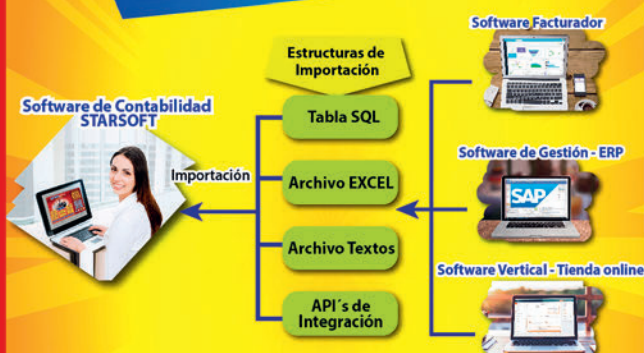 Software Facturador
Estructuras de
Importación
Software de Contabilidad
STARSOFT
Tabla SQL
Importación
Archivo EXCEL
Software de Gestión - ERP
SAP
Archivo Textos
Software Vertical - Tienda online
API´s de
Integración